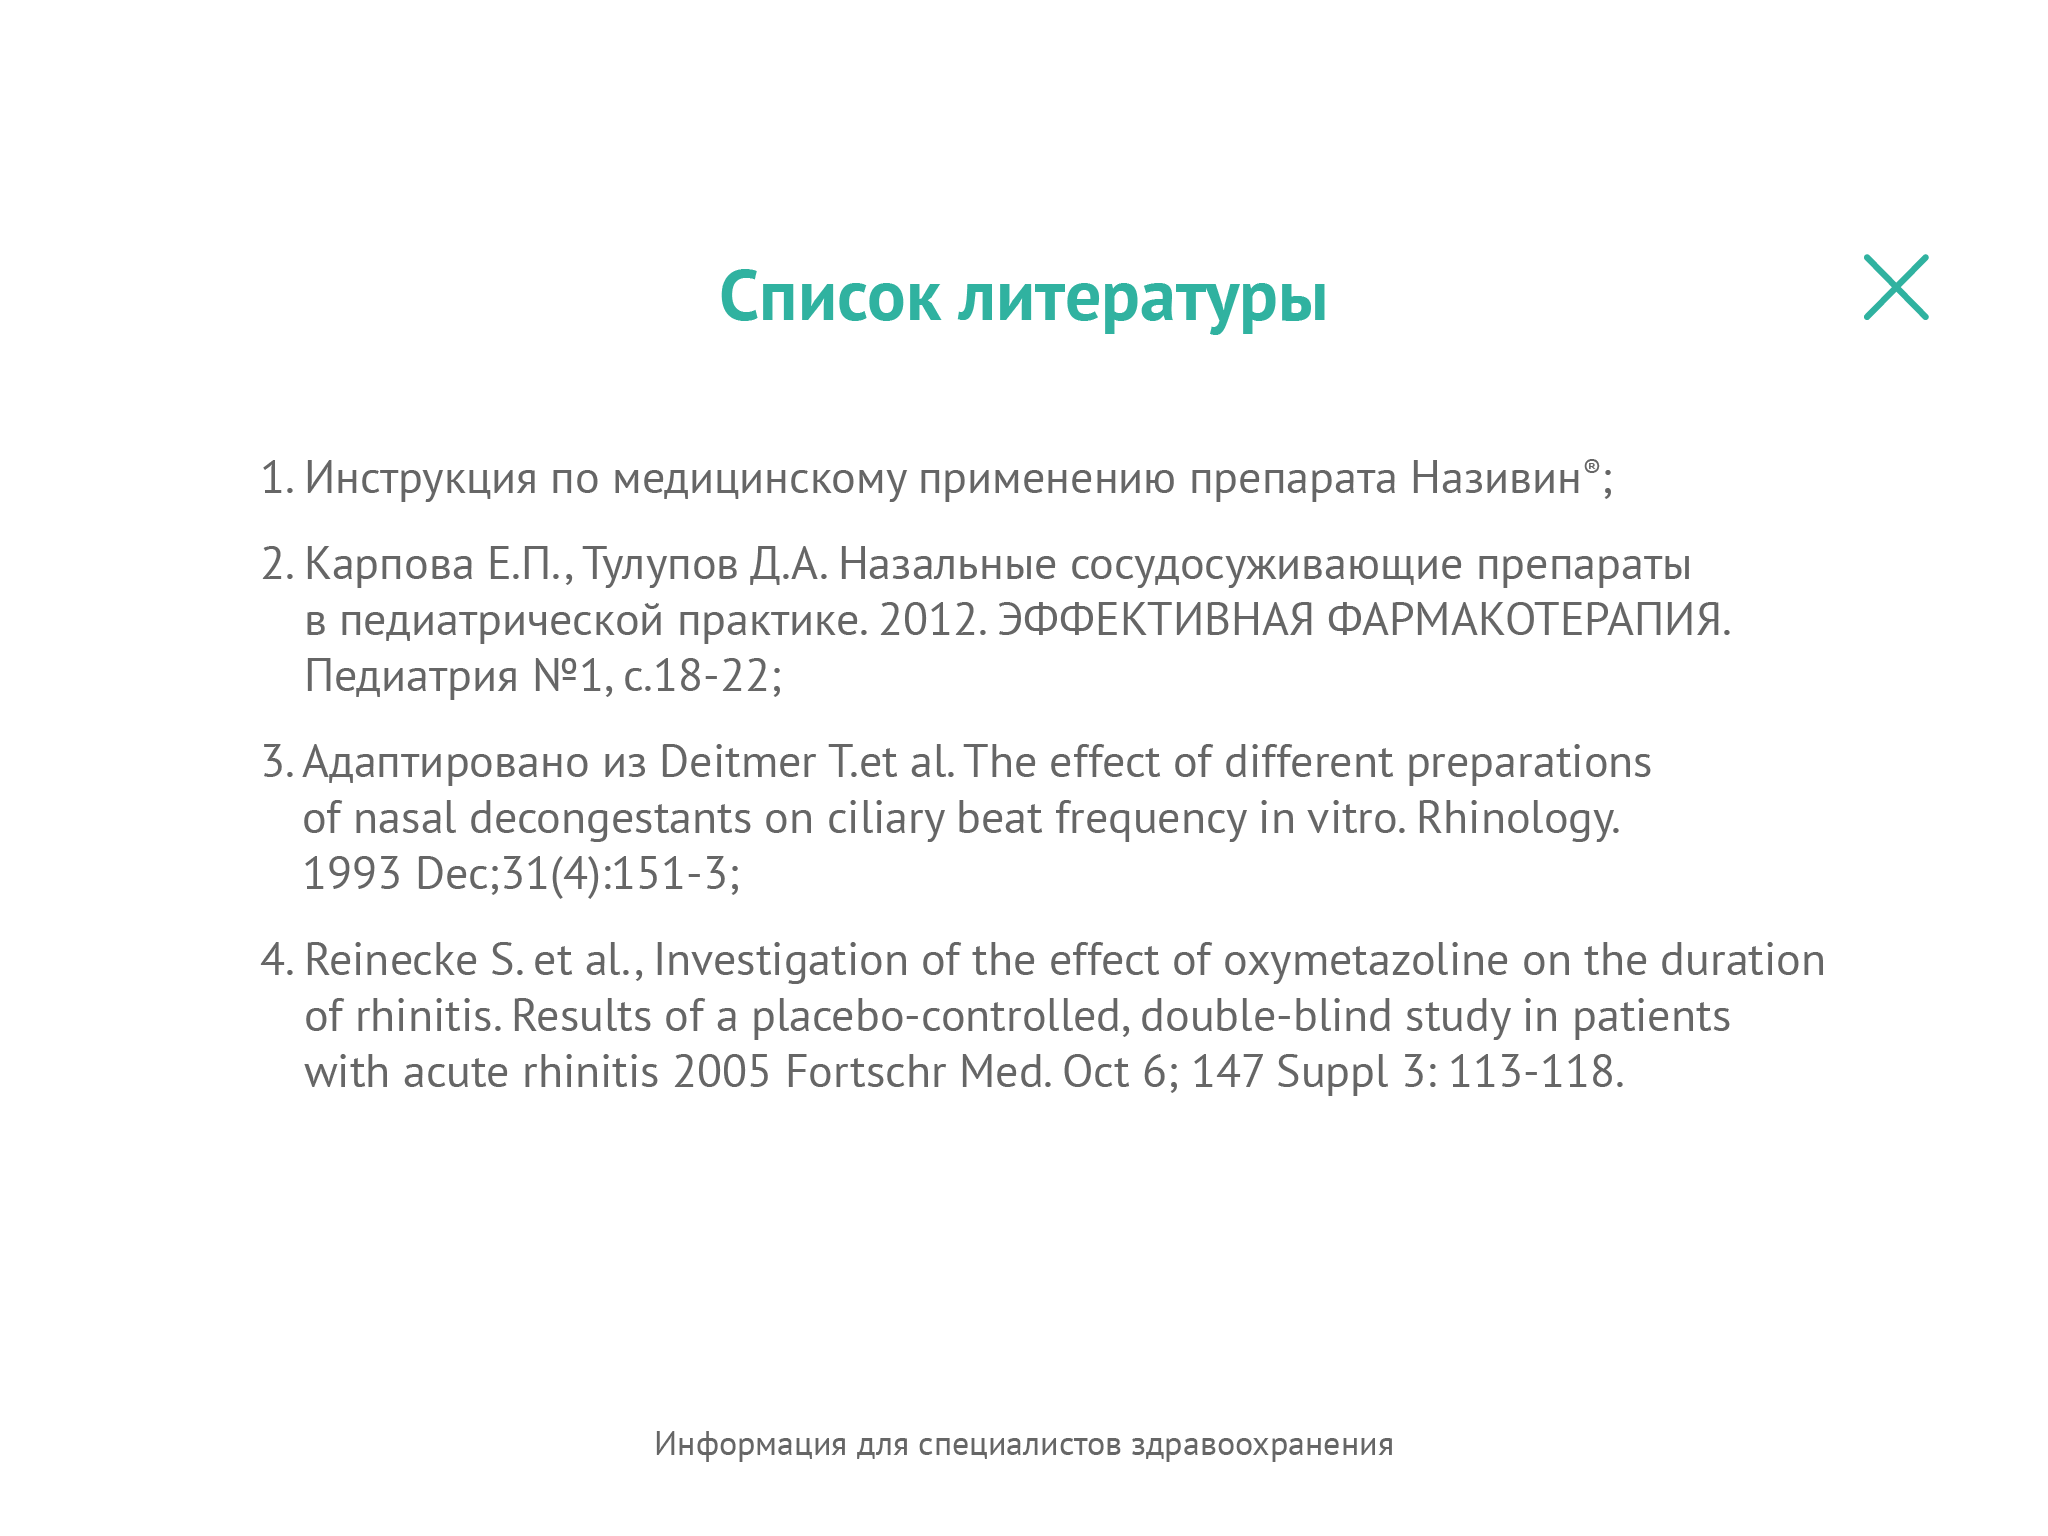 Список литературы
1. Инструкция по медицинскому применению препарата Називин®;
2. Карпова Е.П., Тулупов Д.А. Назальные сосудосуживающие препараты
в педиатрической практике. 2012. ЭФФЕКТИВНАЯ ФАРМАКОТЕРАПИЯ.
Педиатрия №1, с.18-22;
3. Адаптировано из Deitmer T.et al. The effect of different preparations
of nasal decongestants on ciliary beat frequency in vitro. Rhinology.
1993 Dec;31(4):151-3;
4. Reinecke S. et al., Investigation of the effect of oxymetazoline on the duration
of rhinitis. Results of a placebo-controlled, double-blind study in patients
with acute rhinitis 2005 Fortschr Med. Oct 6; 147 Suppl 3: 113-118.
Информация для специалистов здравоохранения